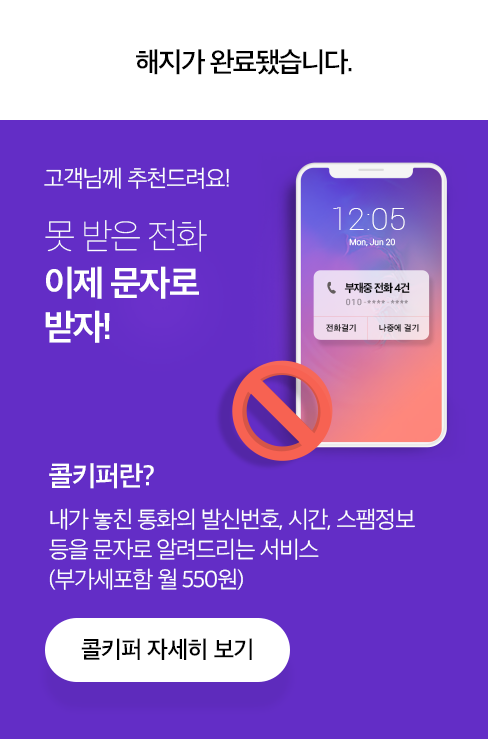 해지가 완료됐습니다.
고객님께 추천드려요!
못 받은 전화
이제 문자로
받자!
12:05
Mon, Jun 20
부재중 전화 4건
010-****-****
전화걸기
나중에 걸기
콜키퍼란?
내가 놓친 통화의 발신번호, 시간, 스팸정보
등을 문자로 알려드리는 서비스
(부가세포함 월 550원)
콜키퍼 자세히 보기